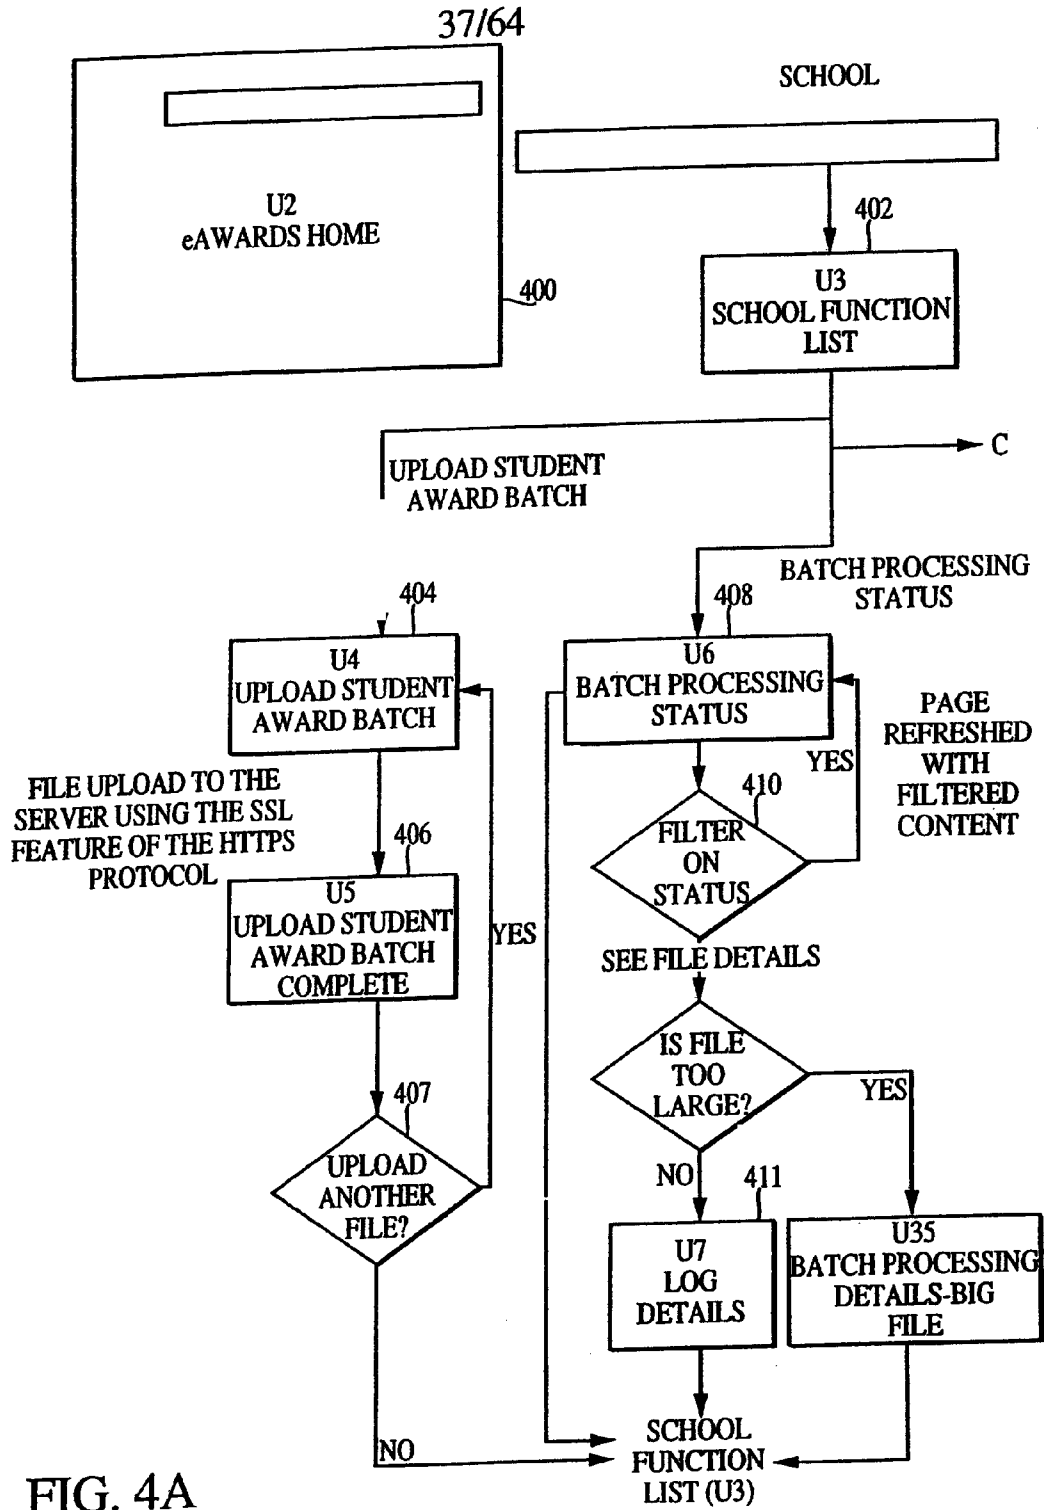 37/64
SCHOOL
U2
eAWARDS HOME
400
402
U3
SCHOOL FUNCTION
LIST
C
UPLOAD STUDENT
AWARD BATCH
BATCH PROCESSING
STATUS
404
U4
UPLOAD STUDENT
AWARD BATCH
408
U6
BATCH PROCESSING
STATUS
PAGE
REFRESHED
WITH
FILTERED
CONTENT
YES
FILE UPLOAD TO THE
SERVER USING THE SSL
FEATURE OF THE HTTPS
PROTOCOL
410
FILTER
ON
STATUS
406
U5
UPLOAD STUDENT
AWARD BATCH
COMPLETE
YES
SEE FILE DETAILS
IS FILE
TOO
LARGE?
YES
407
UPLOAD
ANOTHER
FILE?
NO
411
U7
LOG
DETAILS
U35
BATCH PROCESSING
DETAILS-BIG
FILE
NO
SCHOOL
FUNCTION
LIST (U3)
FIG. 4A